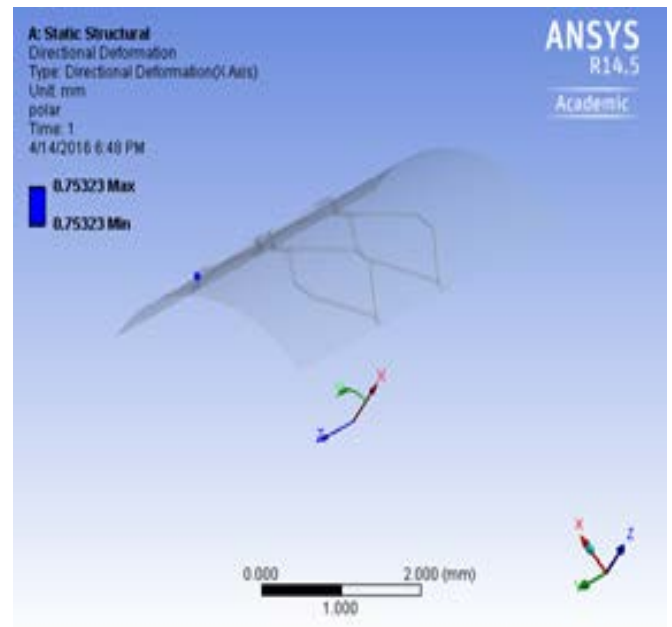 A: Static Structural
Directional Deformation
Type: Directional Deformation(X Axis)
Unit: mm
polar
Time: 1
4/14/2016 6:48 PM
0.75323 Max
0.75323 Min
ANSYS
R14.5
Academic
X
Z
X
Z
Y
0.000
2.000 (mm)
1.000